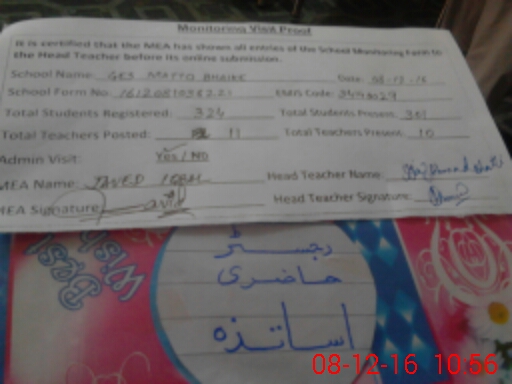 Monitoring Visit Proof
It is certified that the MEA has shown all entries of the School Monitoring Form to
the Head Teacher before its online submission.
School Name: GES MATTO BHAIKE Date: 08-12-16
School Form No. EMIS Code:
Total Students Registered: 324 Total Students Present: 301
Total Teachers Posted: 11 Total Teachers Present: 10
Admin Visit: Yes / No
MEA Name: JAVED IQBAL Head Teacher Name:
MEA Signature Head Teacher Signature:
رجسٹر
حاضری
اساتذہ
08-12-16 10:56